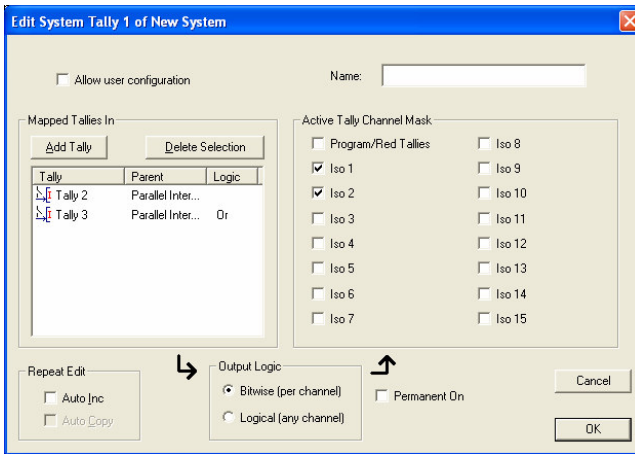 Edit System Tally 1 of New System
Allow user configuration
Name:
Mapped Tallies In
Add Tally
Delete Selection
Tally Parent Logic
Tally 2 Parallel Inter...
Tally 3 Parallel Inter... Or
Active Tally Channel Mask
Program/Red Tallies
Iso 1
Iso 2
Iso 3
Iso 4
Iso 5
Iso 6
Iso 7
Iso 8
Iso 9
Iso 10
Iso 11
Iso 12
Iso 13
Iso 14
Iso 15
Repeat Edit
Auto Inc
Auto Copy
Output Logic
Bitwise (per channel)
Logical (any channel)
Permanent On
Cancel
OK